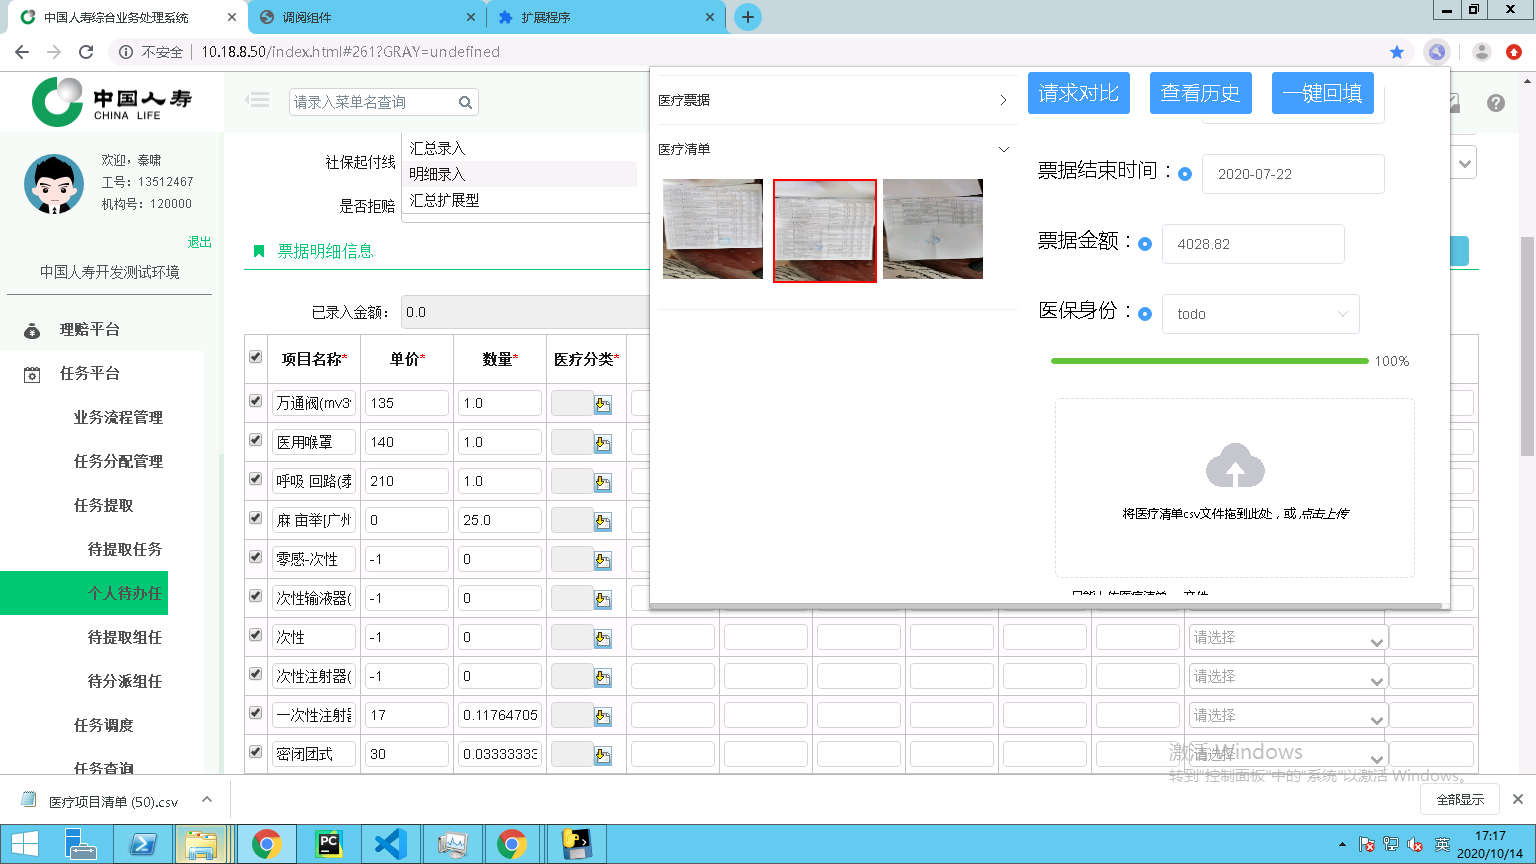 中国人寿综合业务处理系统
调阅组件
扩展程序
不安全
10.18.8.50/index.html#261?GRAY=undefined
中国人寿
CHINA LIFE
请录入菜单名查询
欢迎，秦啸
工号：13512467
机构号：120000
退出
中国人寿开发测试环境
理赔平台
任务平台
业务流程管理
任务分配管理
任务提取
待提取任务
个人待办任
待提取组任
待分派组任
任务调度
任务查询
社保起付线
汇总录入
明细录入
汇总扩展型
是否拒赔
票据明细信息
已录入金额：
0.0
项目名称* 单价* 数量* 医疗分类*
万通阀(mv3 135 1.0
医用喉罩 140 1.0
呼吸 回路(泰 210 1.0
麻 亩举[广州 0 25.0
零感-次性 -1 0
次性输液器( -1 0
次性 -1 0 请选择
次性注射器( -1 0 请选择
一次性注射器 17 0.11764705 请选择
密闭团式 30 0.03333333 请选择
医疗票据
医疗清单
请求对比
查看历史
一键回填
票据结束时间：
2020-07-22
票据金额：
4028.82
医保身份：
todo
100%
将医疗清单csv文件拖到此处，或 点击上传
激活 Windows
转到"控制面板"中的"系统"以激活 Windows。
医疗项目清单 (50).csv
全部显示
PC
英
17:17
2020/10/14